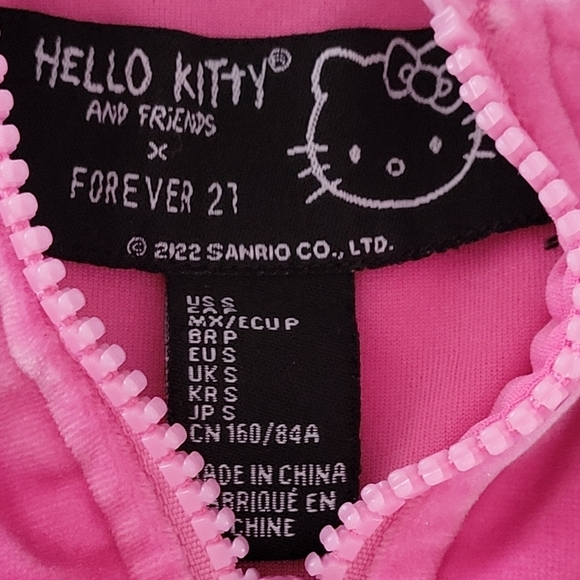 HELLO KITTY®
AND FRIENDS
x
FOREVER 21
© 2122 SANRIO CO., LTD.
US S
MX/ECU P
BR P
EU S
UK S
KR S
JP S
CN 160/84A
MADE IN CHINA
FABRIQUÉ EN
CHINE